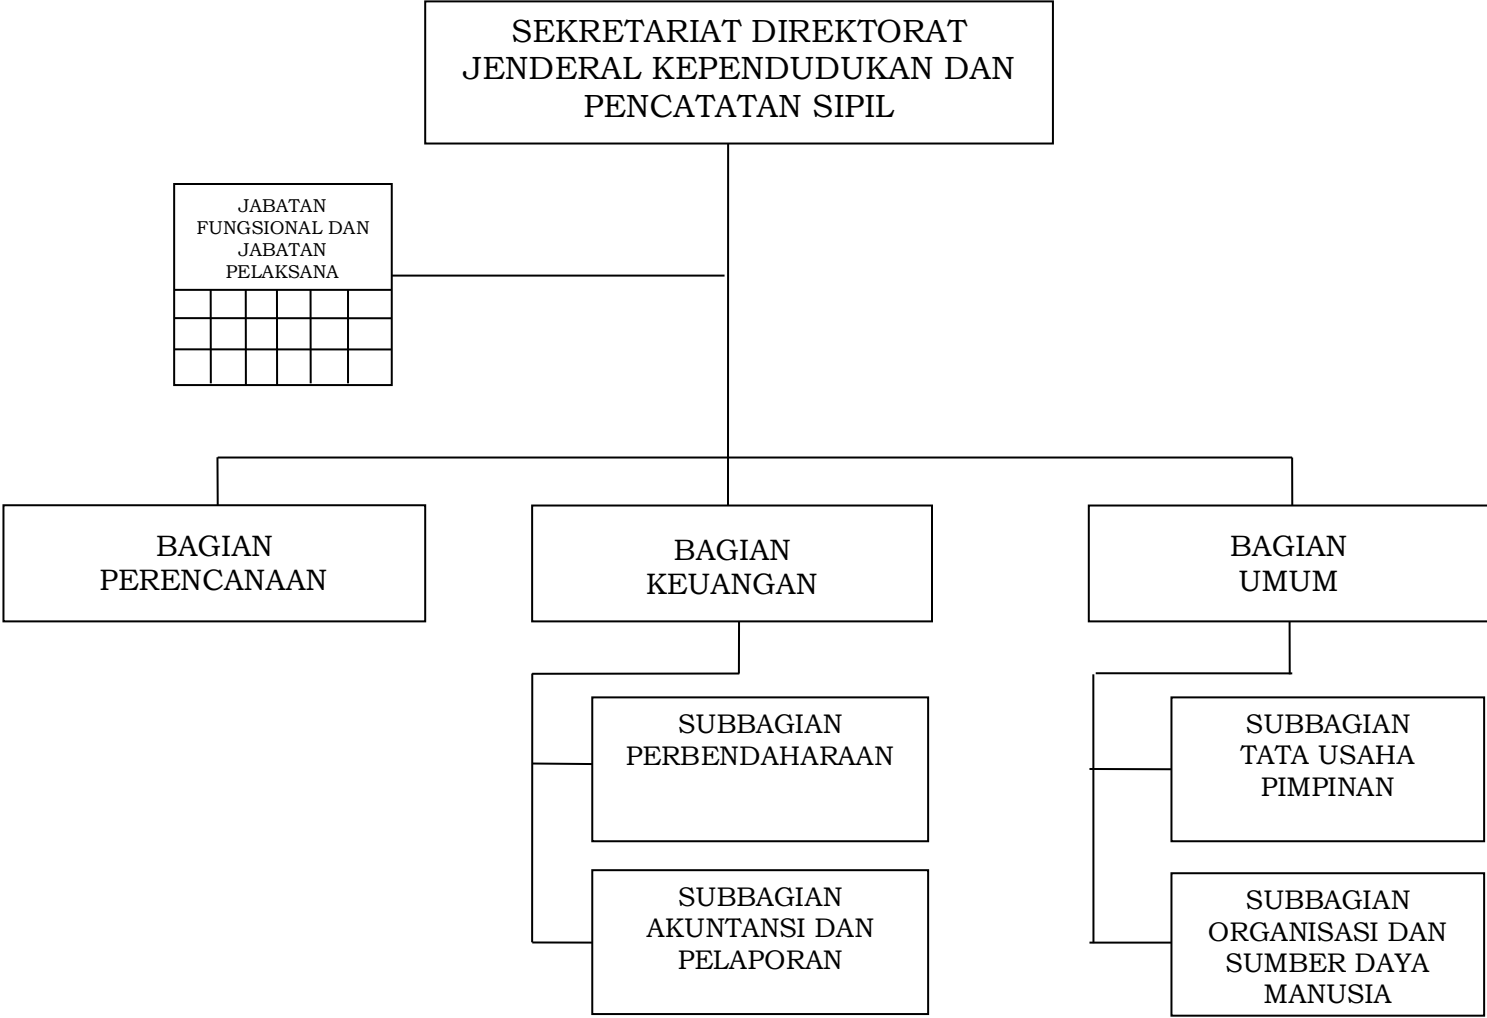 SEKRETARIAT DIREKTORAT
JENDERAL KEPENDUDUKAN DAN
PENCATATAN SIPIL
JABATAN
FUNGSIONAL DAN
JABATAN
PELAKSANA
BAGIAN
PERENCANAAN
BAGIAN
KEUANGAN
BAGIAN
UMUM
SUBBAGIAN
PERBENDAHARAAN
SUBBAGIAN
AKUNTANSI DAN
PELAPORAN
SUBBAGIAN
TATA USAHA
PIMPINAN
SUBBAGIAN
ORGANISASI DAN
SUMBER DAYA
MANUSIA